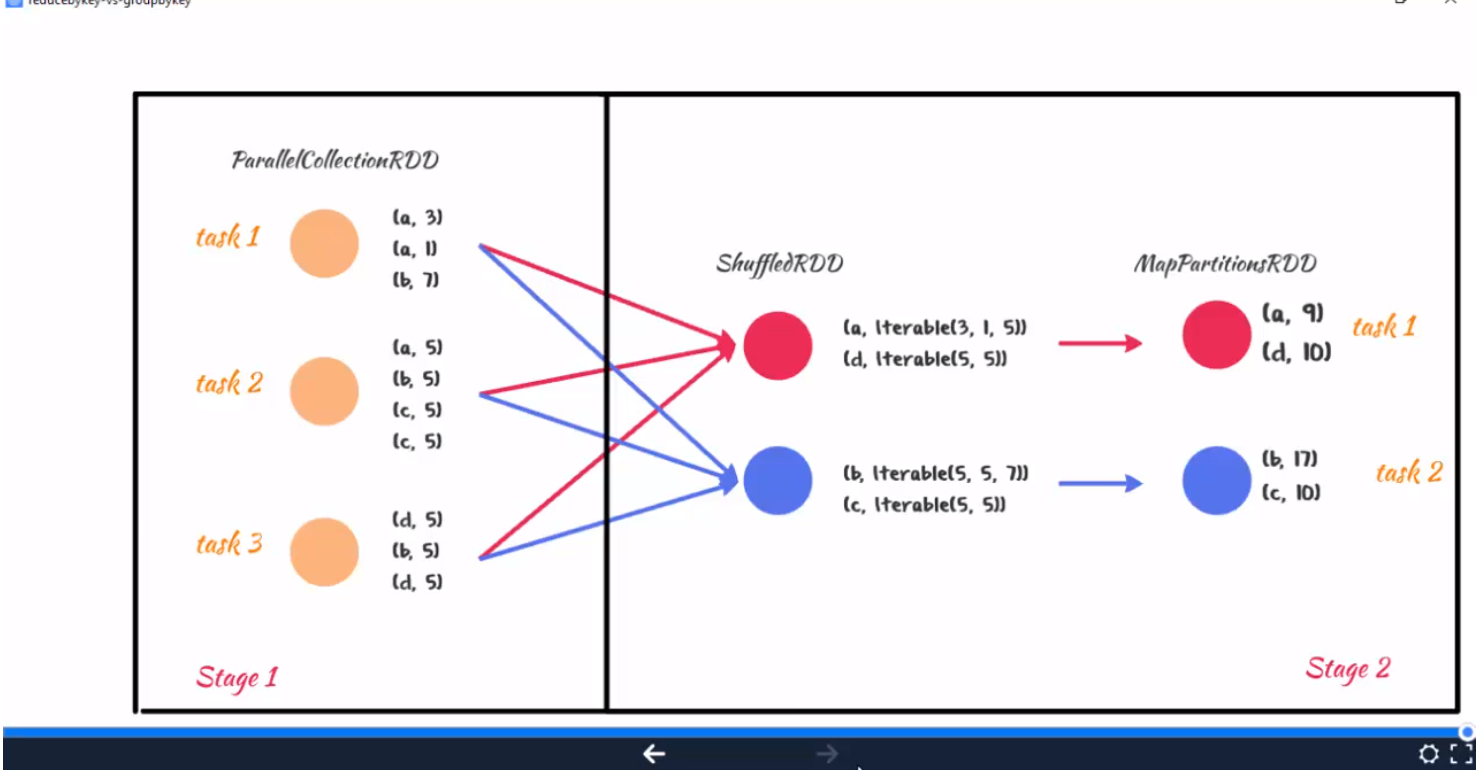 reducebykey-vs-groupbykey
ParallelCollectionRDD
task 1
(a, 3)
(a, 1)
(b, 7)
task 2
(a, 5)
(b, 5)
(c, 5)
(c, 5)
task 3
(d, 5)
(b, 5)
(d, 5)
Stage 1
ShuffledRDD
(a, Iterable(3, 1, 5))
(d, Iterable(5, 5))
(b, Iterable(5, 5, 7))
(c, Iterable(5, 5))
MapPartitionsRDD
(a, 9)
(d, 10)
task 1
(b, 17)
(c, 10)
task 2
Stage 2